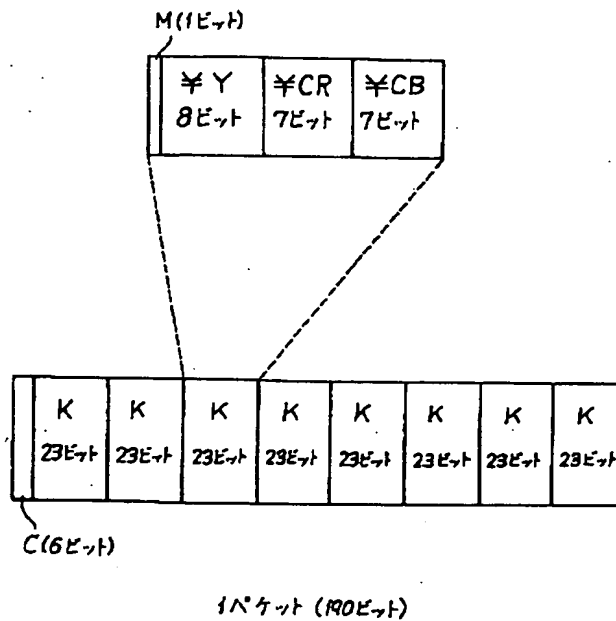 M(1ビット)
¥Y ¥CR ¥CB
8ビット 7ビット 7ビット
K K K K K K K K
23ビット 23ビット 23ビット 23ビット 23ビット 23ビット 23ビット 23ビット
C(6ビット)
1パケット(190ビット)